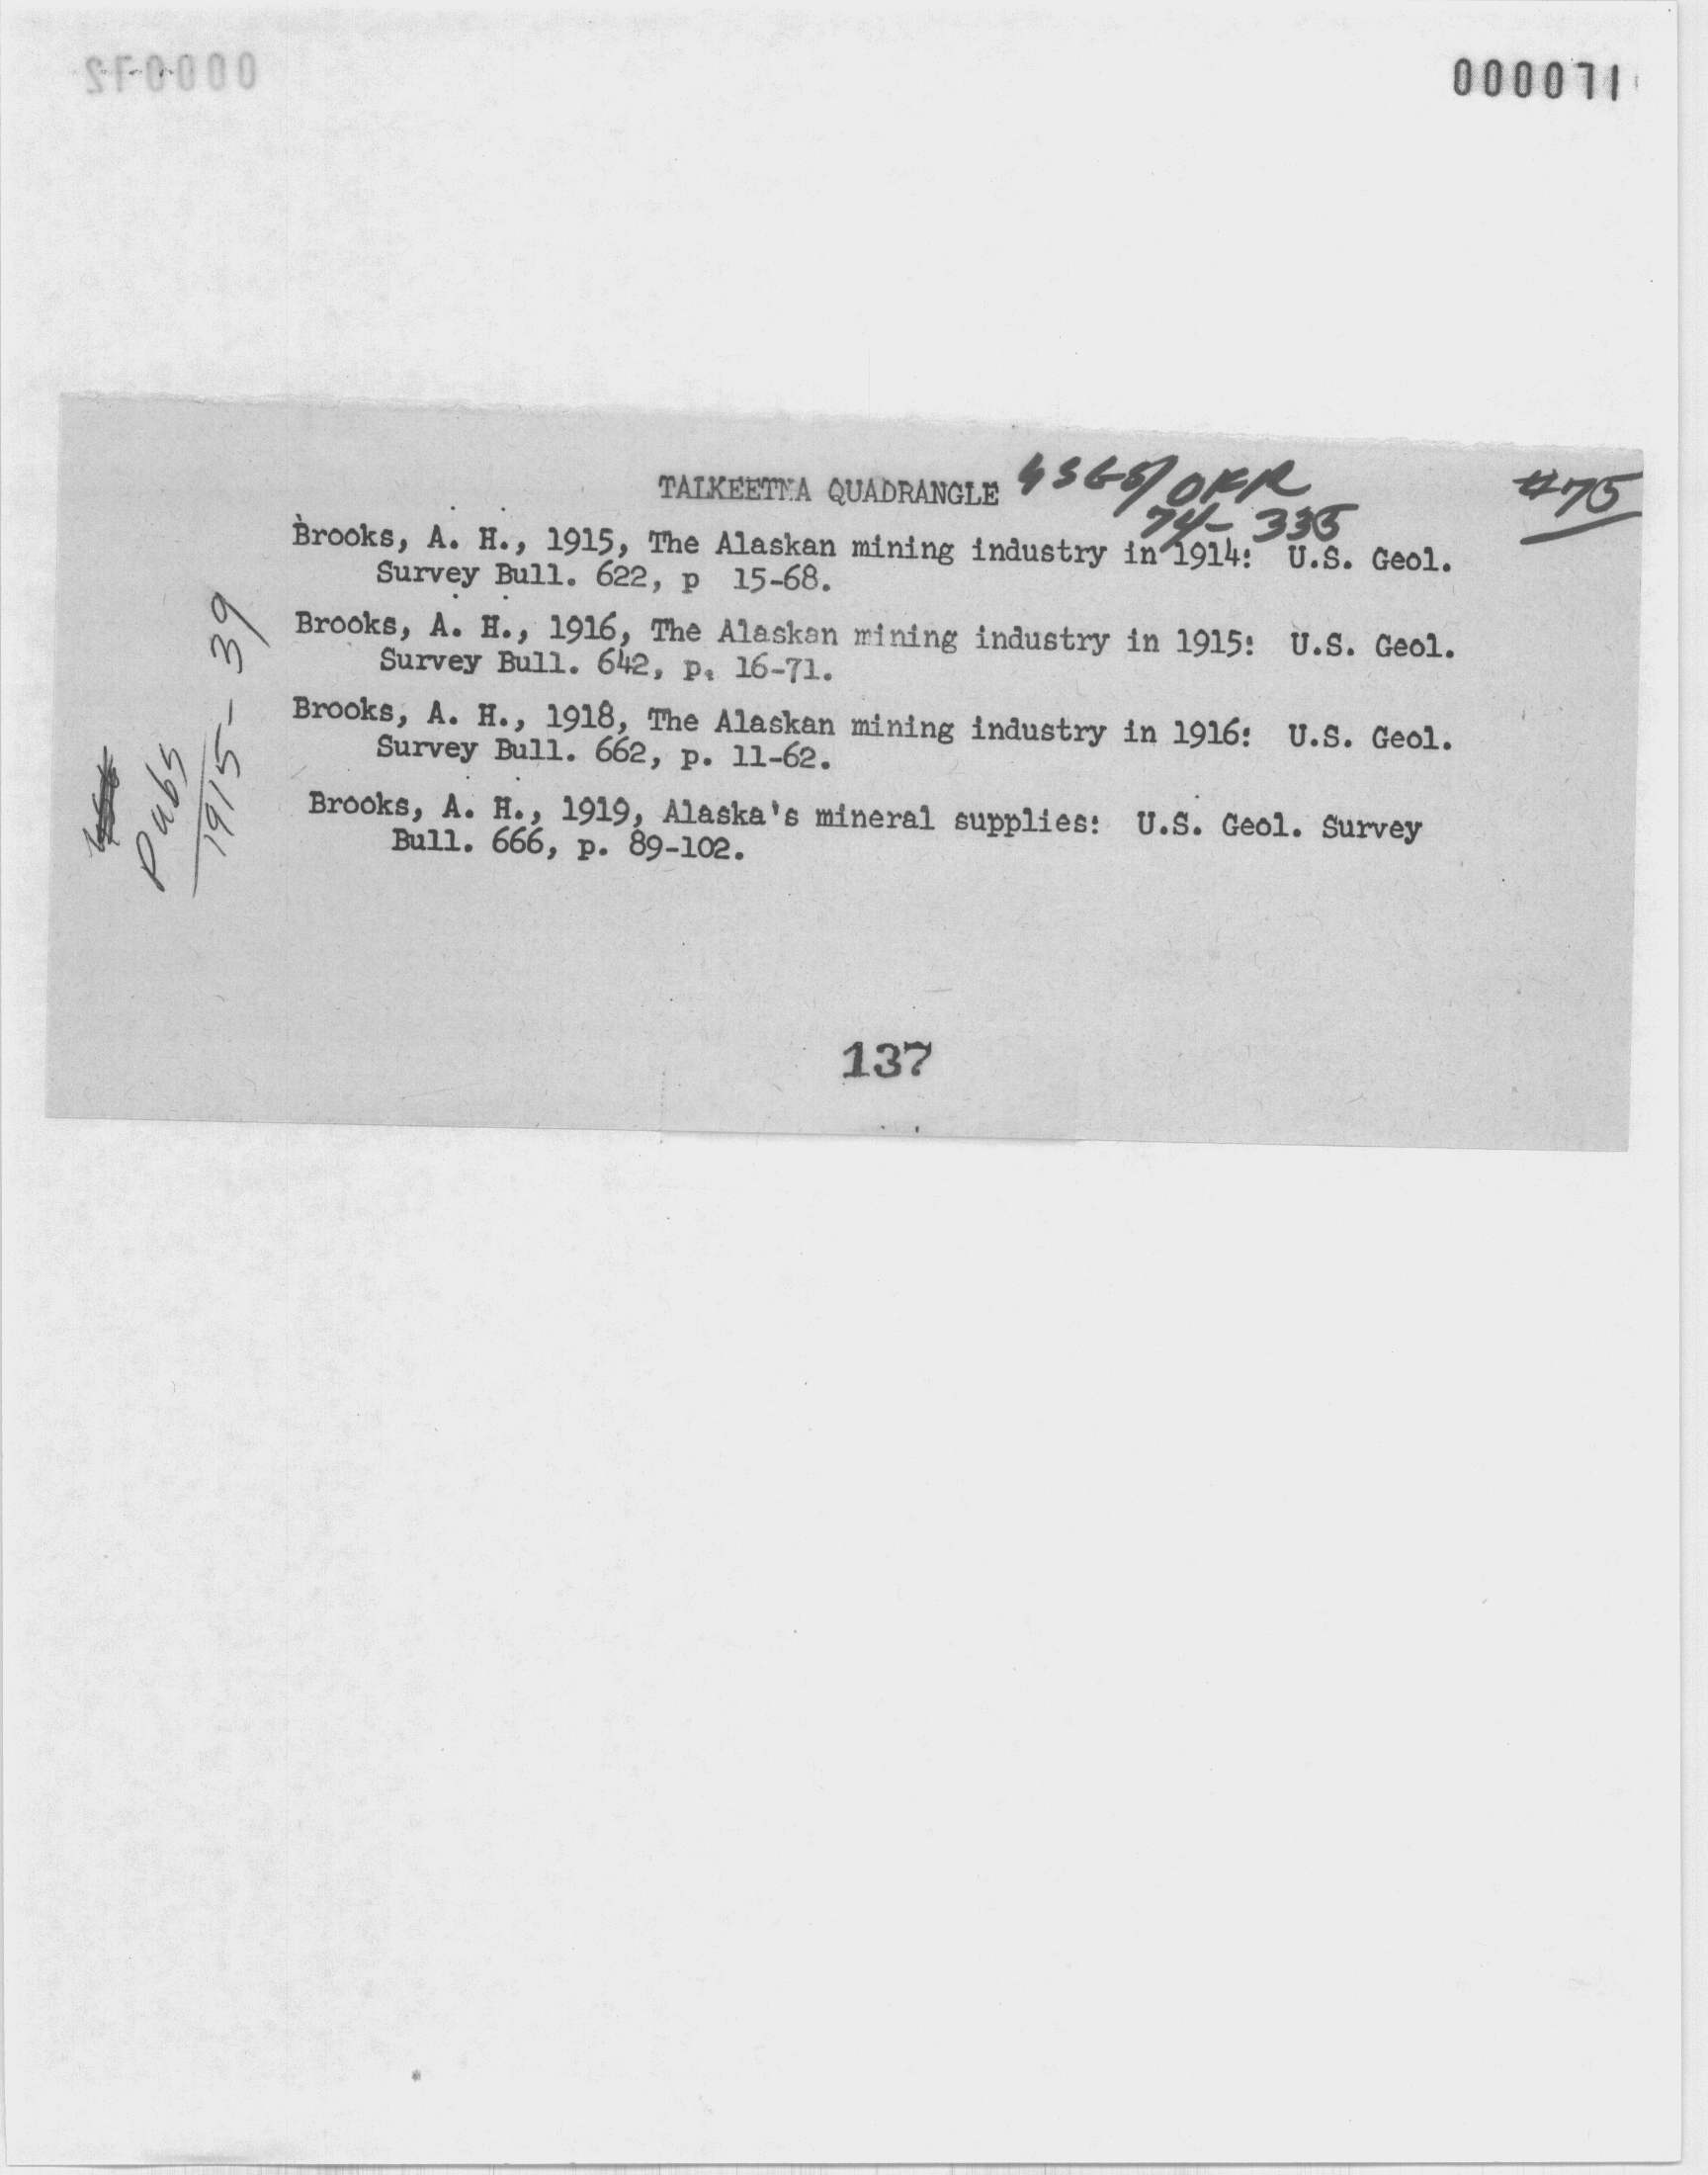 000072
000071
TALKEETNA QUADRANGLE USGS/OFR #75
74-335
Brooks, A. H., 1915, The Alaskan mining industry in 1914: U.S. Geol.
Survey Bull. 622, p 15-68.
Brooks, A. H., 1916, The Alaskan mining industry in 1915: U.S. Geol.
Survey Bull. 642, p. 16-71.
Brooks, A. H., 1918, The Alaskan mining industry in 1916: U.S. Geol.
Survey Bull. 662, p. 11-62.
Brooks, A. H., 1919, Alaska's mineral supplies: U.S. Geol. Survey
Bull. 666, p. 89-102.
Pubs
1915-39
137